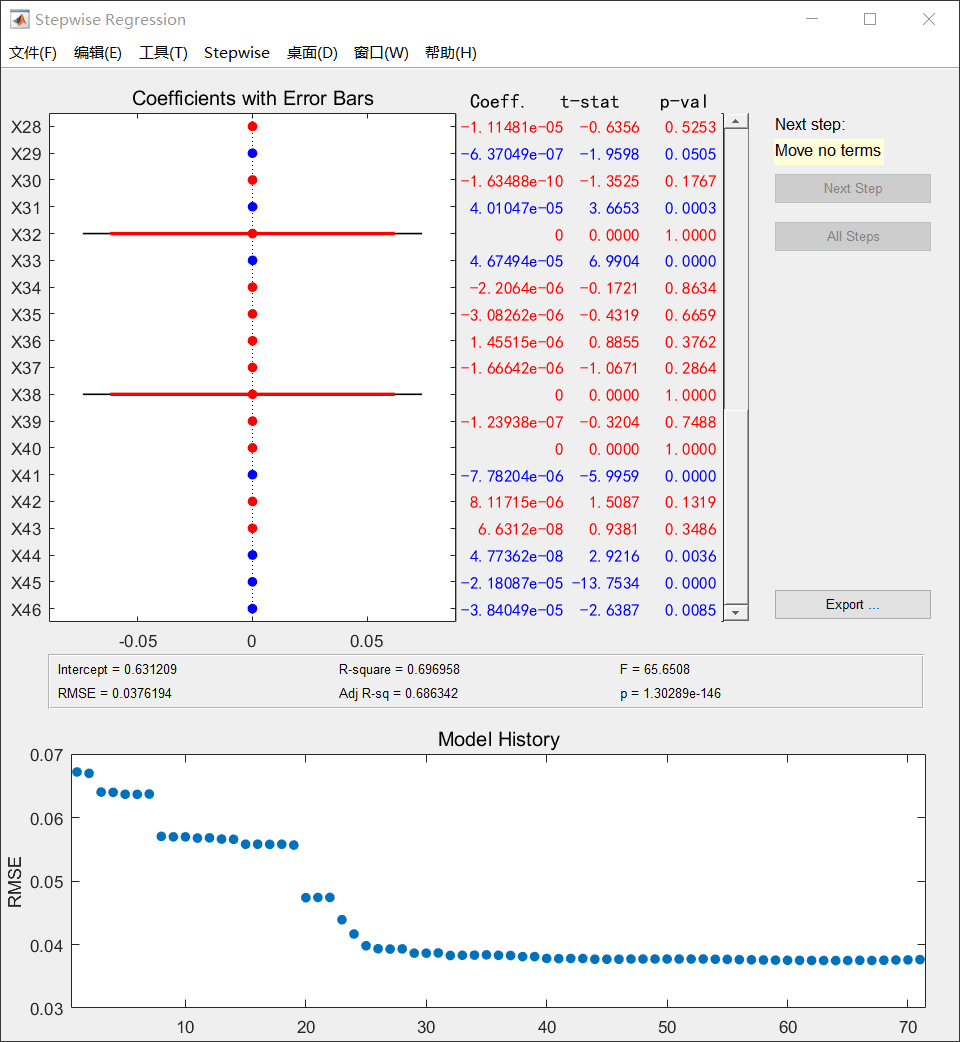 Stepwise Regression
文件(F) 编辑(E) 工具(T) Stepwise 桌面(D) 窗口(W) 帮助(H)
Coefficients with Error Bars
Coeff. t-stat p-val
X28 -1.11481e-05 -0.6356 0.5253
X29 -6.37049e-07 -1.9598 0.0505
X30 -1.63488e-10 -1.3525 0.1767
X31 4.01047e-05 3.6653 0.0003
X32 0 0.0000 1.0000
X33 4.67494e-05 6.9904 0.0000
X34 -2.2064e-06 -0.1721 0.8634
X35 -3.08262e-06 -0.4319 0.6659
X36 1.45515e-06 0.8855 0.3762
X37 -1.66642e-06 -1.0671 0.2864
X38 0 0.0000 1.0000
X39 -1.23938e-07 -0.3204 0.7488
X40 0 0.0000 1.0000
X41 -7.78204e-06 -5.9959 0.0000
X42 8.11715e-06 1.5087 0.1319
X43 6.6312e-08 0.9381 0.3486
X44 4.77362e-08 2.9216 0.0036
X45 -2.18087e-05 -13.7534 0.0000
X46 -3.84049e-05 -2.6387 0.0085
-0.05 0 0.05
Next step:
Move no terms
Next Step
All Steps
Export ...
Intercept = 0.631209 R-square = 0.696958 F = 65.6508
RMSE = 0.0376194 Adj R-sq = 0.686342 p = 1.30289e-146
Model History
RMSE
0.07
0.06
0.05
0.04
0.03
10 20 30 40 50 60 70